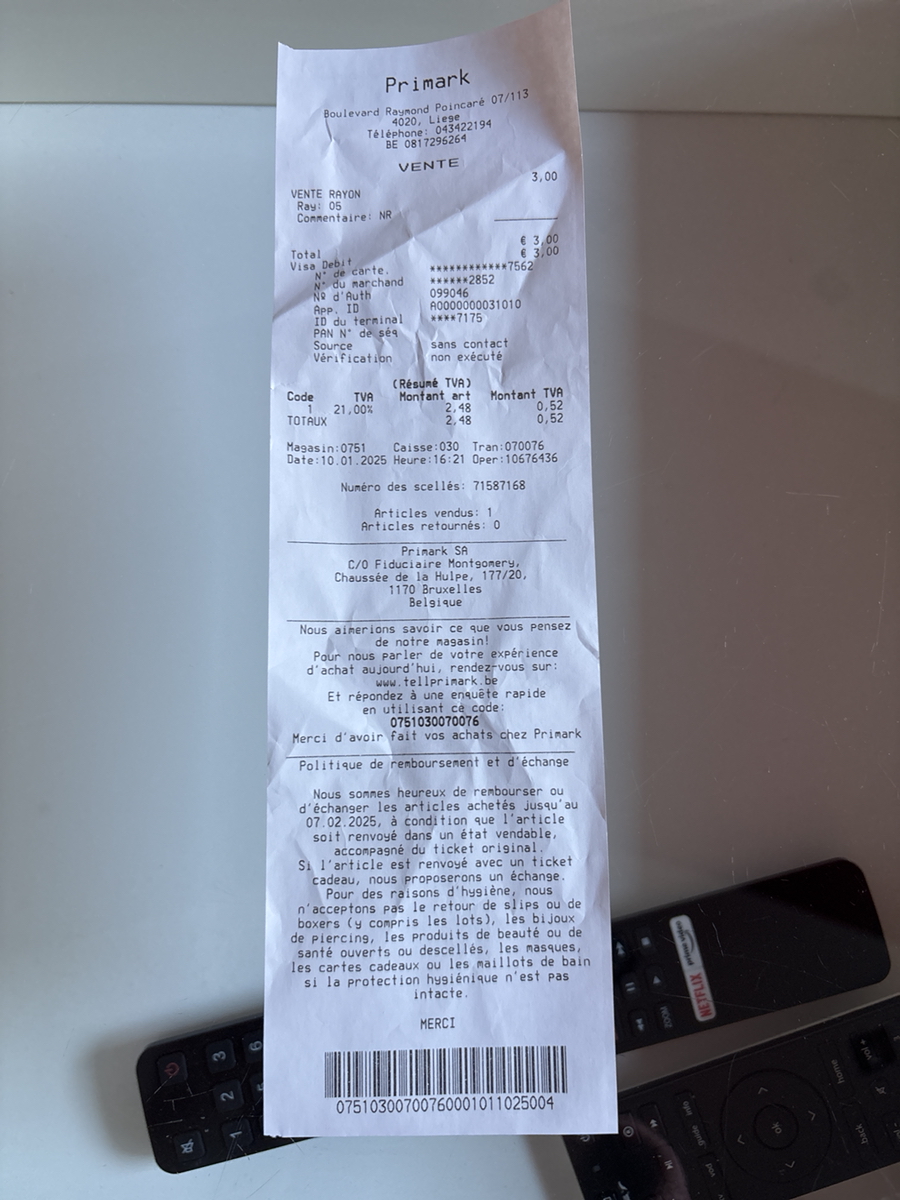 Primark
Boulevard Raymond Poincaré 07/113
4020, Liege
Téléphone: 043422194
BE 0817296264
VENTE
3,00
VENTE RAYON
Ray: 05
Commentaire: NR
Total € 3,00
Visa Debit € 3,00
N° de carte. ************7562
N° du marchand ******2852
Nº d'Auth 099046
App. ID A0000000031010
ID du terminal ****7175
PAN N° de séq
Source sans contact
Vérification non exécuté
(Résumé TVA)
Code TVA Montant art Montant TVA
1 21,00% 2,48 0,52
TOTAUX 2,48 0,52
Magasin:0751 Caisse:030 Tran:070076
Date:10.01.2025 Heure:16:21 Oper:10676436
Numéro des scellés: 71587168
Articles vendus: 1
Articles retournés: 0
Primark SA
C/O Fiduciaire Montgomery,
Chaussée de la Hulpe, 177/20,
1170 Bruxelles
Belgique
Nous aimerions savoir ce que vous pensez
de notre magasin!
Pour nous parler de votre expérience
d'achat aujourd'hui, rendez-vous sur:
www.tellprimark.be
Et répondez à une enquête rapide
en utilisant ce code:
0751030070076
Merci d'avoir fait vos achats chez Primark
Politique de remboursement et d'échange
Nous sommes heureux de rembourser ou
d'échanger les articles achetés jusqu'au
07.02.2025, à condition que l'article
soit renvoyé dans un état vendable,
accompagné du ticket original.
Si l'article est renvoyé avec un ticket
cadeau, nous proposerons un échange.
Pour des raisons d'hygiène, nous
n'acceptons pas le retour de slips ou de
boxers (y compris les lots), les bijoux
de piercing, les produits de beauté ou de
santé ouverts ou descellés, les masques,
les cartes cadeaux ou les maillots de bain
si la protection hygiénique n'est pas
intacte.
MERCI
07510300700760001011025004
prime video
NETFLIX
ZOOM
3
6
2
1
vol +
home
back
ok
info
guide
vod